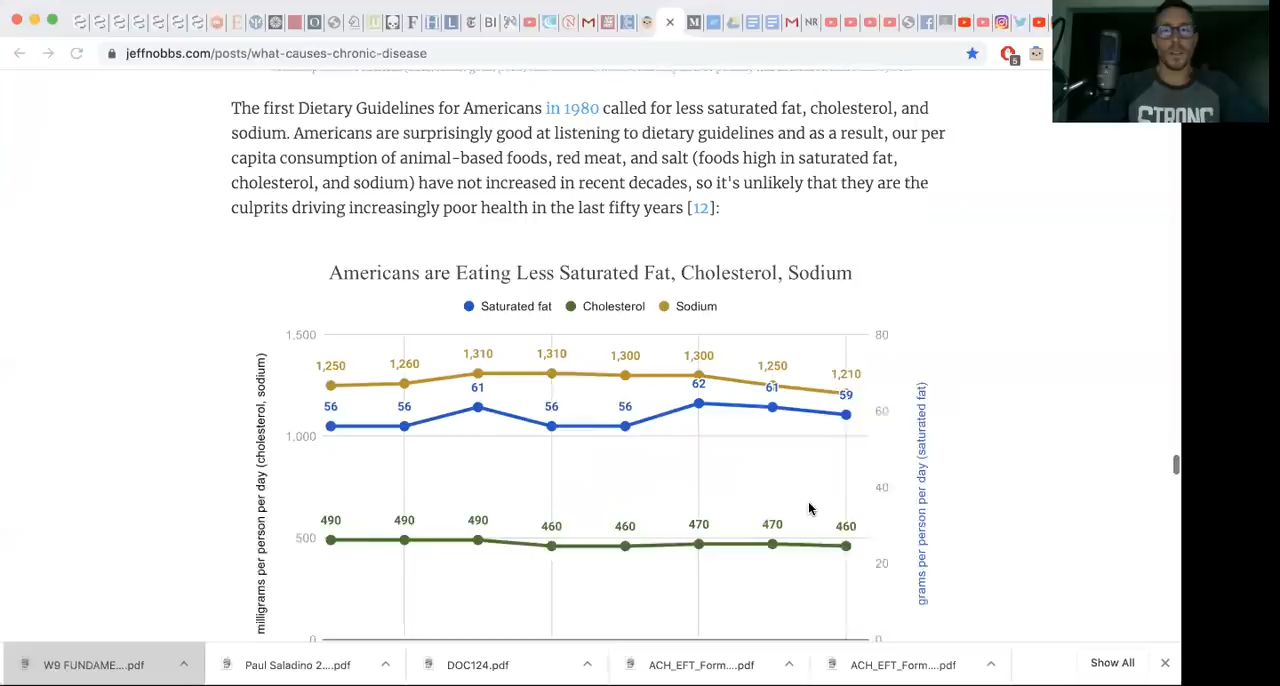 jeffnobbs.com/posts/what-causes-chronic-disease
5
STRONG
The first Dietary Guidelines for Americans in 1980 called for less saturated fat, cholesterol, and
sodium. Americans are surprisingly good at listening to dietary guidelines and as a result, our per
capita consumption of animal-based foods, red meat, and salt (foods high in saturated fat,
cholesterol, and sodium) have not increased in recent decades, so it's unlikely that they are the
culprits driving increasingly poor health in the last fifty years [12]:
Americans are Eating Less Saturated Fat, Cholesterol, Sodium
Saturated fat Cholesterol Sodium
1,500 80
1,250 1,260 1,310 1,310 1,300 1,300 1,250 1,210
56 56 61 56 56 62 61 59
60
1,000
40
490 490 490 460 460 470 470 460
500
20
0 0
milligrams per person per day (cholesterol, sodium)
grams per person per day (saturated fat)
W9 FUNDAME....pdf Paul Saladino 2....pdf DOC124.pdf ACH_EFT_Form....pdf ACH_EFT_Form....pdf Show All